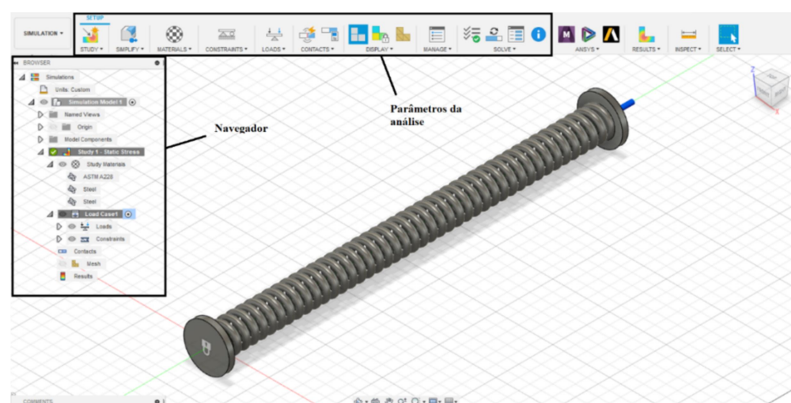 SETUP
SIMULATION
STUDY
SIMPLIFY
MATERIALS
CONSTRAINTS
LOADS
CONTACTS
DISPLAY
MANAGE
SOLVE
ANSYS
RESULTS
INSPECT
SELECT
BROWSER
Simulations
Units: Custom
Simulation Model 1
Named Views
Origin
Model Components
Study 1 - Static Stress
Study Materials
ASTM A228
Steel
Steel
Load Case1
Loads
Constraints
Contacts
Mesh
Results
Navegador
Parâmetros da
análise
Z
X
COMMENTS